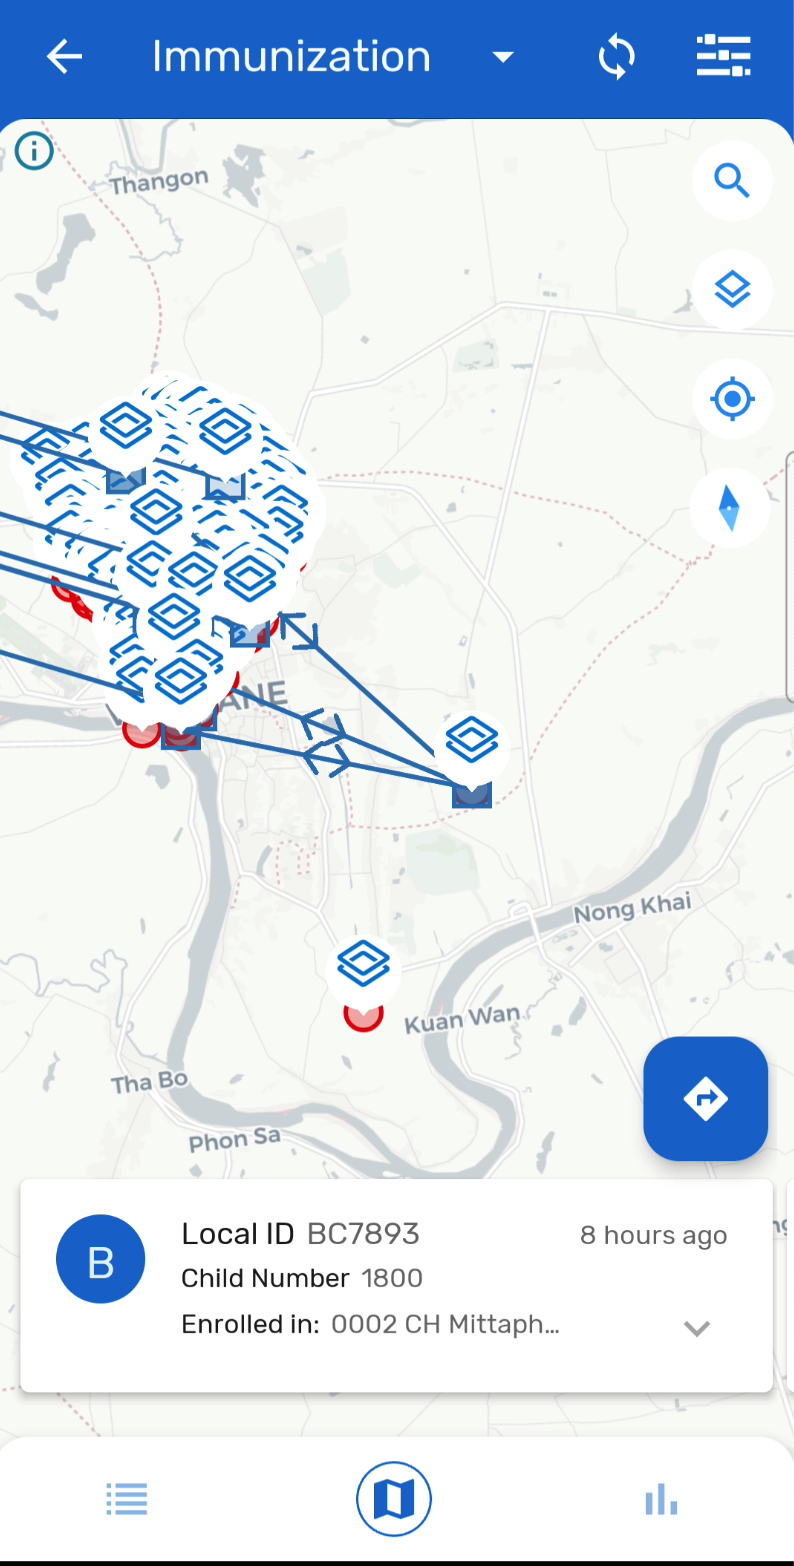 Immunization
Thangon
ANE
Nong Khai
Kuan Wan
Tha Bo
Phon Sa
B
Local ID BC7893
8 hours ago
Child Number 1800
Enrolled in: 0002 CH Mittaph...